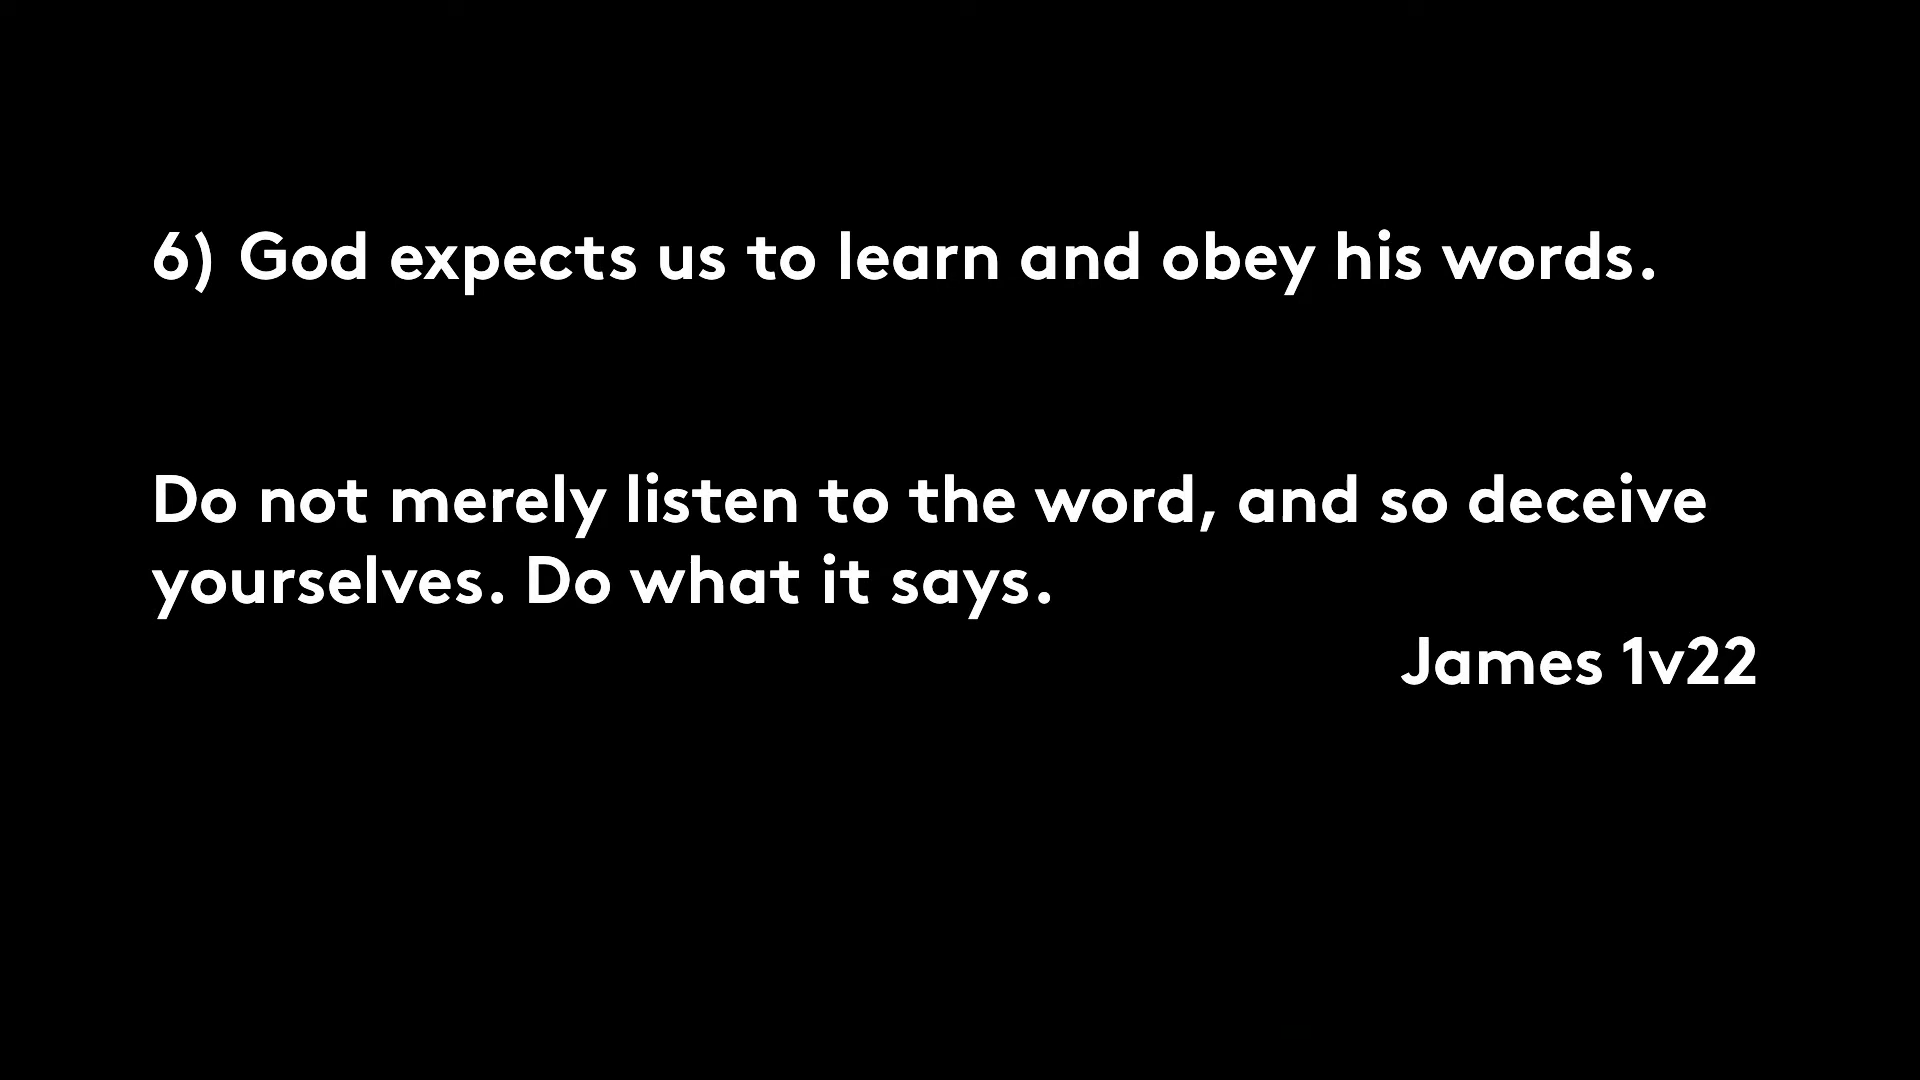 6) God expects us to learn and obey his words.
Do not merely listen to the word, and so deceive
yourselves. Do what it says.
James 1v22